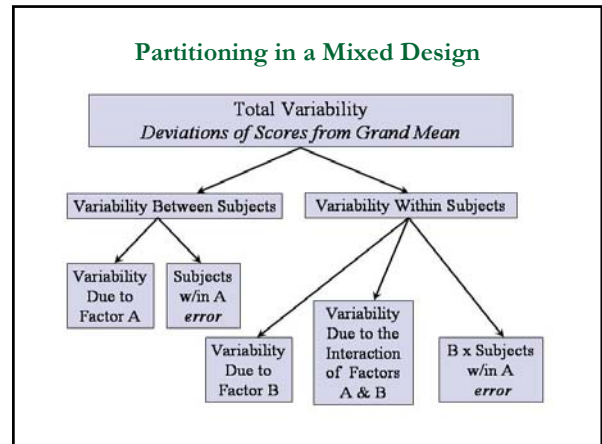 Partitioning in a Mixed Design
Total Variability
Deviations of Scores from Grand Mean
Variability Between Subjects
Variability Within Subjects
Variability
Due to
Factor A
Subjects
w/in A
error
Variability
Due to
Factor B
Variability
Due to the
Interaction
of Factors
A & B
B x Subjects
w/in A
error